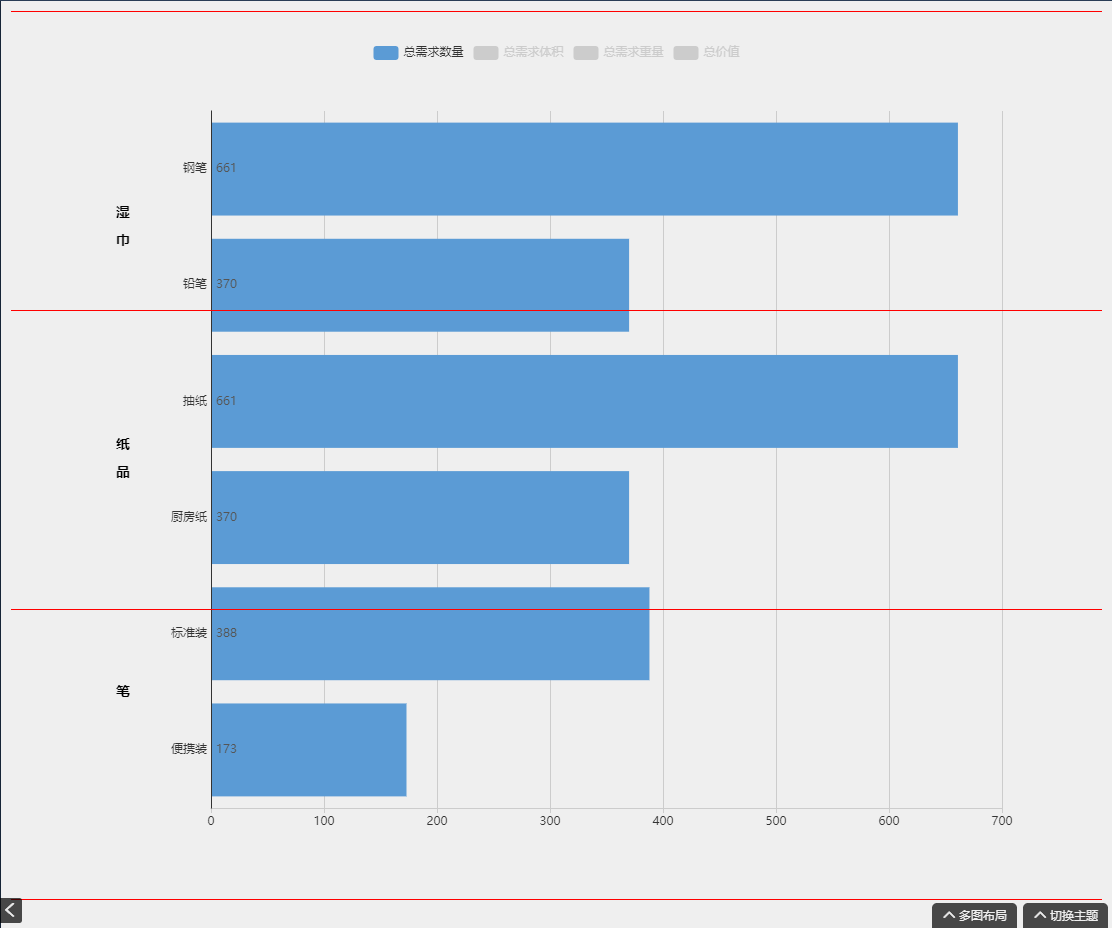 总需求数量 总需求体积 总需求重量 总价值
湿巾
钢笔 661
铅笔 370
纸品
抽纸 661
厨房纸 370
笔
标准装 388
便携装 173
0 100 200 300 400 500 600 700
多图布局 切换主题